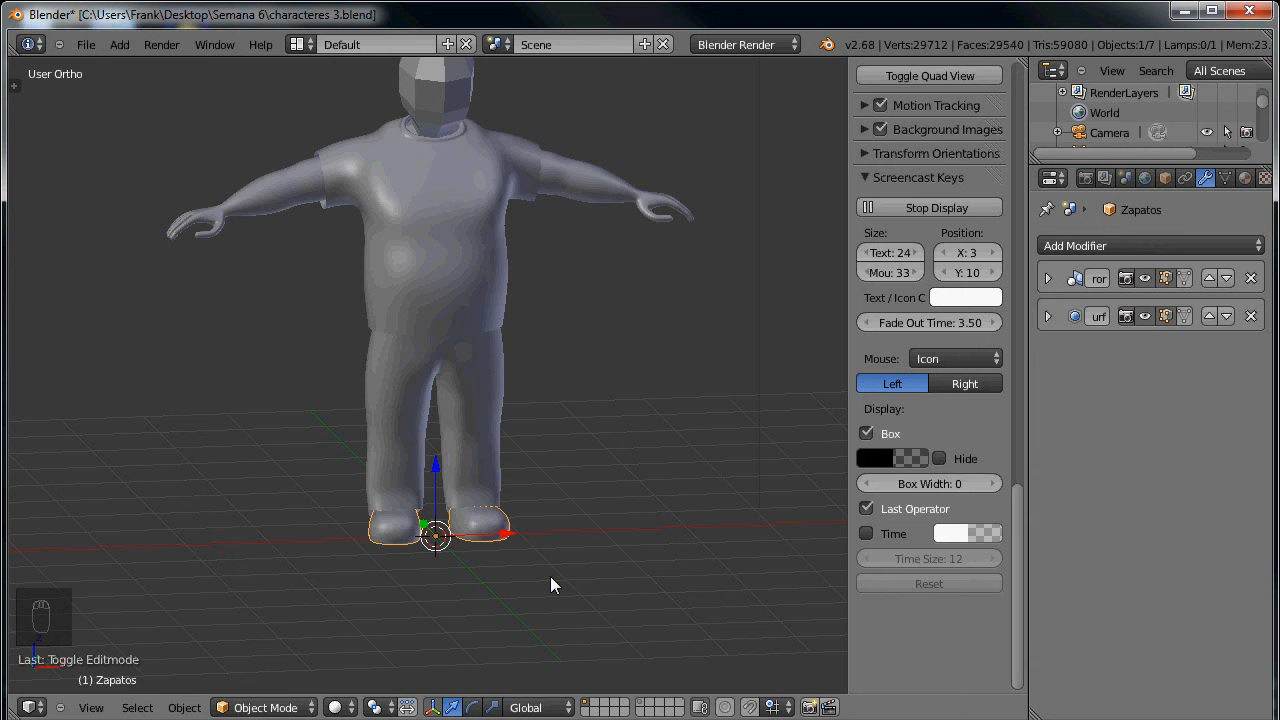 Blender* [C:\Users\Frank\Desktop\Semana 6\characteres 3.blend]
File Add Render Window Help Default Scene Blender Render v2.68 | Verts:29712 | Faces:29540 | Tris:59080 | Objects:1/7 | Lamps:0/1 | Mem:23.
User Ortho
Toggle Quad View
Motion Tracking
Background Images
Transform Orientations
Screencast Keys
Stop Display
Size: Position:
Text: 24 X: 3
Mou: 33 Y: 10
Text / Icon C
Fade Out Time: 3.50
Mouse: Icon
Left Right
Display:
Box
Hide
Box Width: 0
Last Operator
Time
Time Size: 12
Reset
View Search All Scenes
RenderLayers |
World
Camera |
Zapatos
Add Modifier
ror
urf
Last: Toggle Editmode
(1) Zapatos
View Select Object Object Mode Global